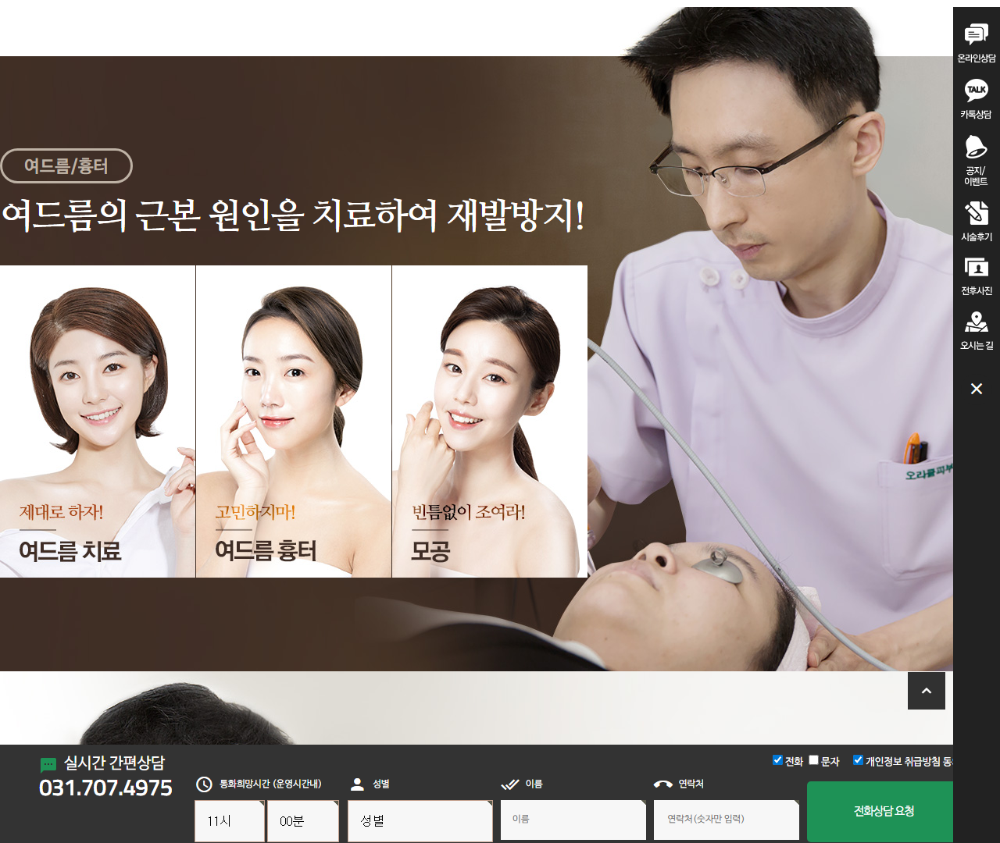 온라인상담
TALK
카톡상담
공지/
이벤트
시술후기
전후사진
오시는 길
여드름/흉터
여드름의 근본 원인을 치료하여 재발방지!
제대로 하자!
여드름 치료
고민하지마!
여드름 흉터
빈틈없이 조여라!
모공
오라클피부
실시간 간편상담
031.707.4975
전화
문자
개인정보 취급방침 동의
통화희망시간 (운영시간내)
성별
이름
연락처
11시
00분
성별
이름
연락처(숫자만 입력)
전화상담 요청